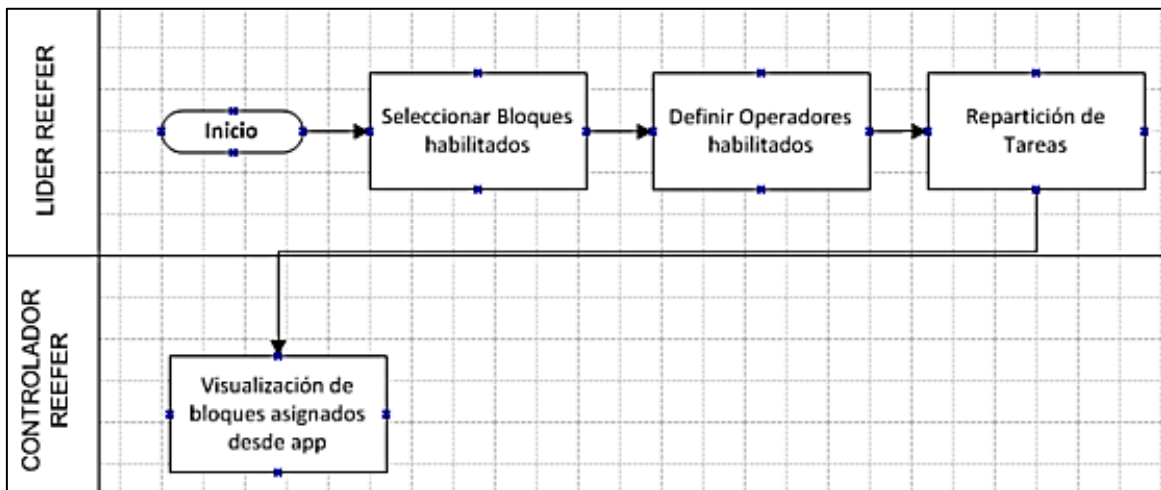 LIDER REEFER
Inicio
Seleccionar Bloques
habilitados
Definir Operadores
habilitados
Repartición de
Tareas
CONTROLADOR
REEFER
Visualización de
bloques asignados
desde app